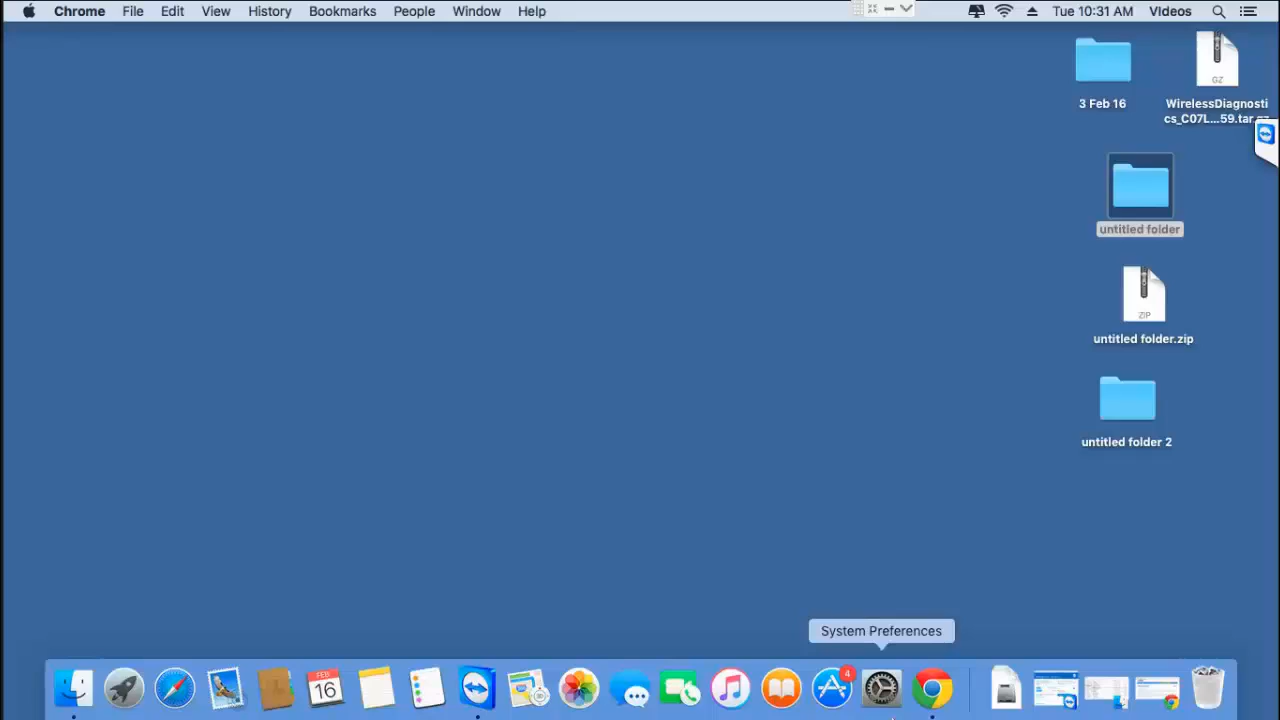 Chrome File Edit View History Bookmarks People Window Help Tue 10:31 AM VIdeos
3 Feb 16
GZ
WirelessDiagnosti
cs_C07L...59.tar.gz
untitled folder
ZIP
untitled folder.zip
untitled folder 2
System Preferences
FEB
16
4